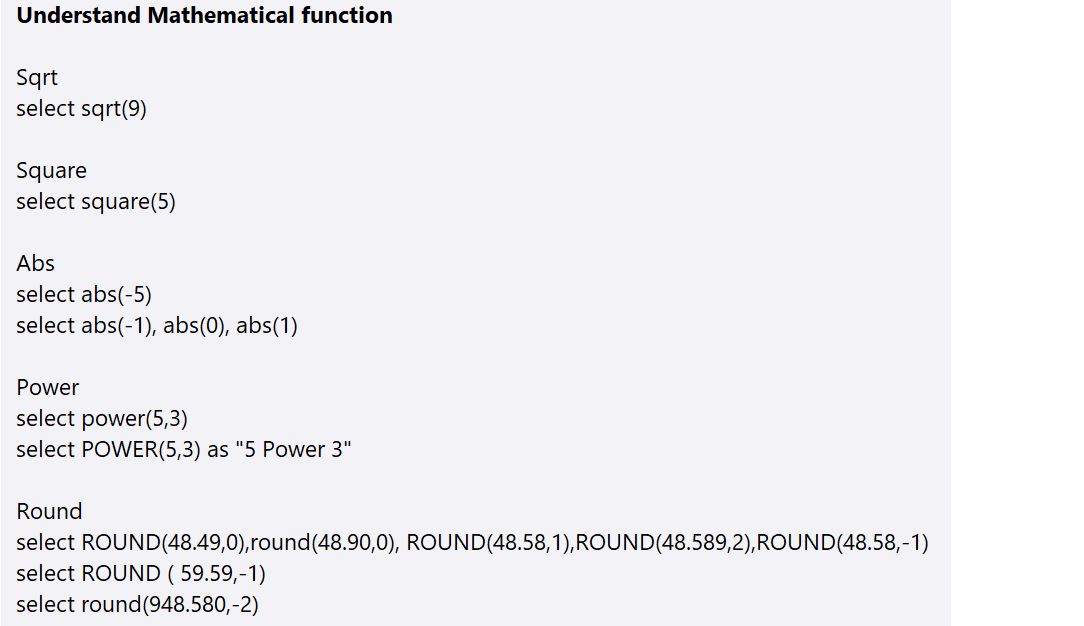 Understand Mathematical function
Sqrt
select sqrt(9)
Square
select square(5)
Abs
select abs(-5)
select abs(-1), abs(0), abs(1)
Power
select power(5,3)
select POWER(5,3) as "5 Power 3"
Round
select ROUND(48.49,0),round(48.90,0), ROUND(48.58,1),ROUND(48.589,2),ROUND(48.58,-1)
select ROUND ( 59.59,-1)
select round(948.580,-2)